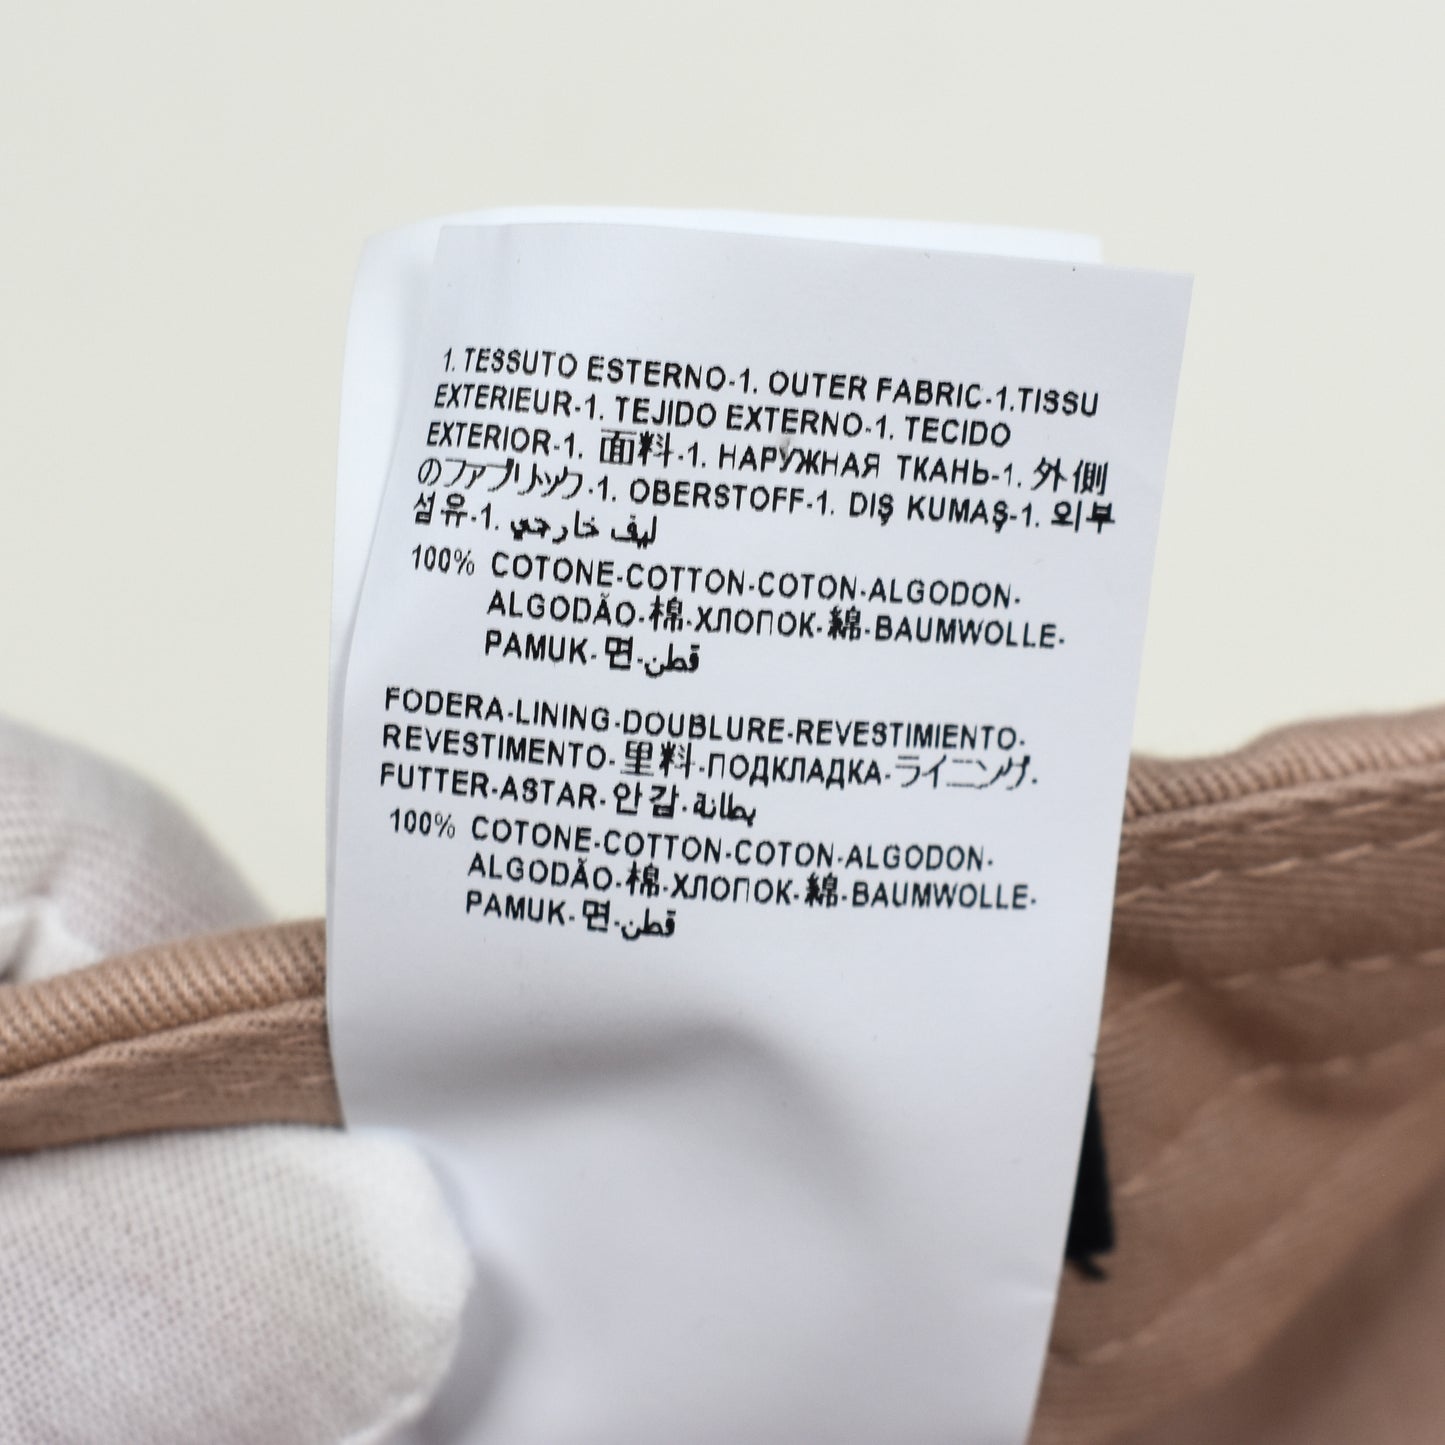 1. TESSUTO ESTERNO-1. OUTER FABRIC-1.TISSU
EXTERIEUR-1. TEJIDO EXTERNO-1. TECIDO
EXTERIOR-1. 面料-1. НАРУЖНАЯ ТКАНЬ-1. 外側
のファブリック-1. OBERSTOFF-1. DIŞ KUMAŞ-1. 외부
섬유-1. ليف خارجي
100% COTONE-COTTON-COTON-ALGODON-
ALGODÃO-棉-ХЛОПОК-綿-BAUMWOLLE-
PAMUK-면-قطن
FODERA-LINING-DOUBLURE-REVESTIMIENTO-
REVESTIMENTO-里料-ПОДКЛАДКА-ライニング-
FUTTER-ASTAR-안감-بطانة
100% COTONE-COTTON-COTON-ALGODON-
ALGODÃO-棉-ХЛОПОК-綿-BAUMWOLLE-
PAMUK-면-قطن